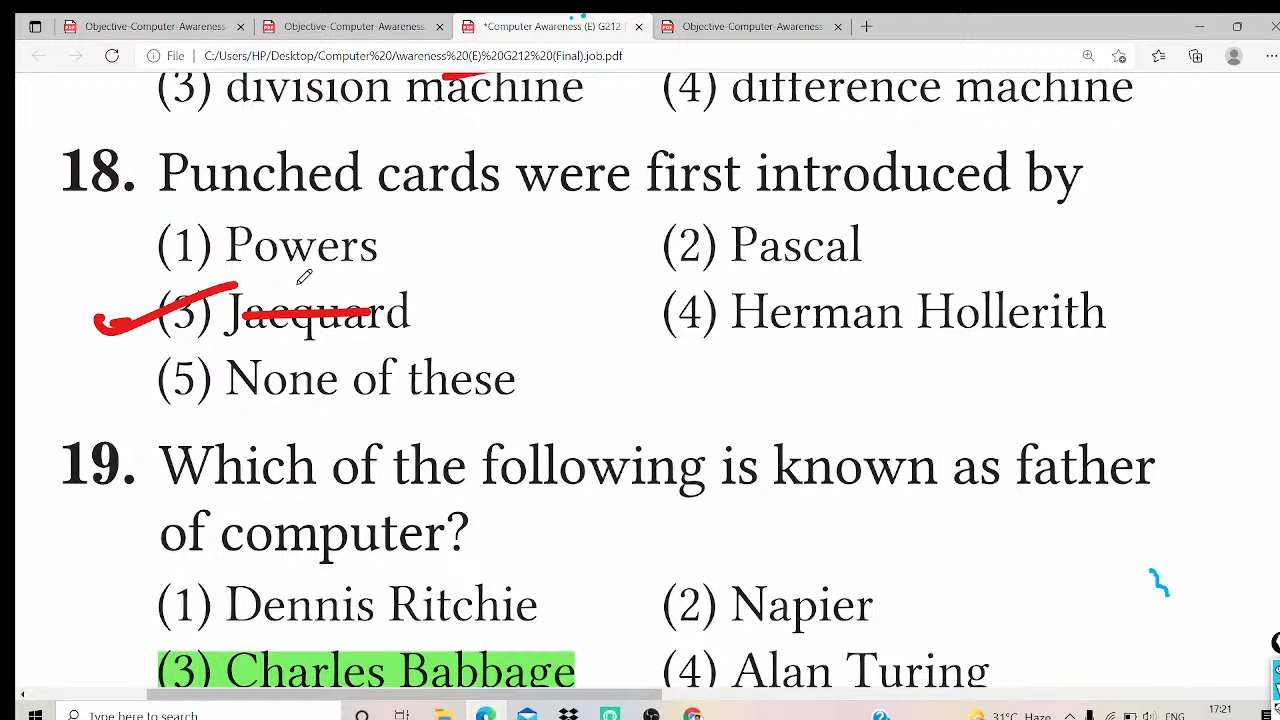 Objective-Computer-Awareness
Objective-Computer-Awareness
*Computer Awareness (E) G212
Objective-Computer-Awareness
File C:/Users/HP/Desktop/Computer%20Awareness%20(E)%20G212%20(Final).job.pdf
(3) division machine (4) difference machine
18. Punched cards were first introduced by
(1) Powers (2) Pascal
(3) Jacquard (4) Herman Hollerith
(5) None of these
19. Which of the following is known as father
of computer?
(1) Dennis Ritchie (2) Napier
(3) Charles Babbage (4) Alan Turing
Type here to search
31°C Haze
ENG
17:21